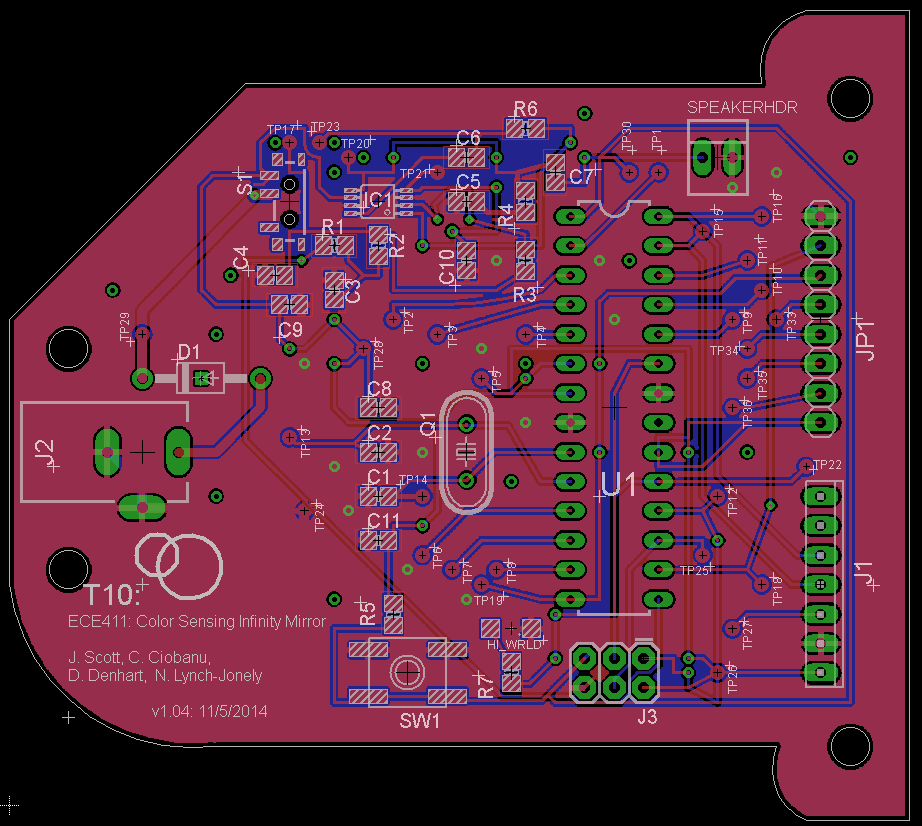 R6
SPEAKERHDR
TP17
TP23
TP30
TP1
TP20
C6
TP21
C7
S1
C5
IC1
R4
TP16
TP15
R1
R2
TP11
C4
C10
TP10
C3
R3
C9
TP2
TP3
TP4
TP9
TP33
TP29
JP1
TP28
TP34
D1
TP5
TP35
C8
TP36
Q1
J2
TP13
C2
TP22
C1
TP14
U1
TP12
TP24
C11
TP6
TP7
TP8
TP25
J1
TP18
T10:
TP19
R5
ECE411: Color Sensing Infinity Mirror
TP27
HI_WRLD
J. Scott, C. Ciobanu,
D. Denhart, N. Lynch-Jonely
R7
TP26
v1.04: 11/5/2014
SW1
J3